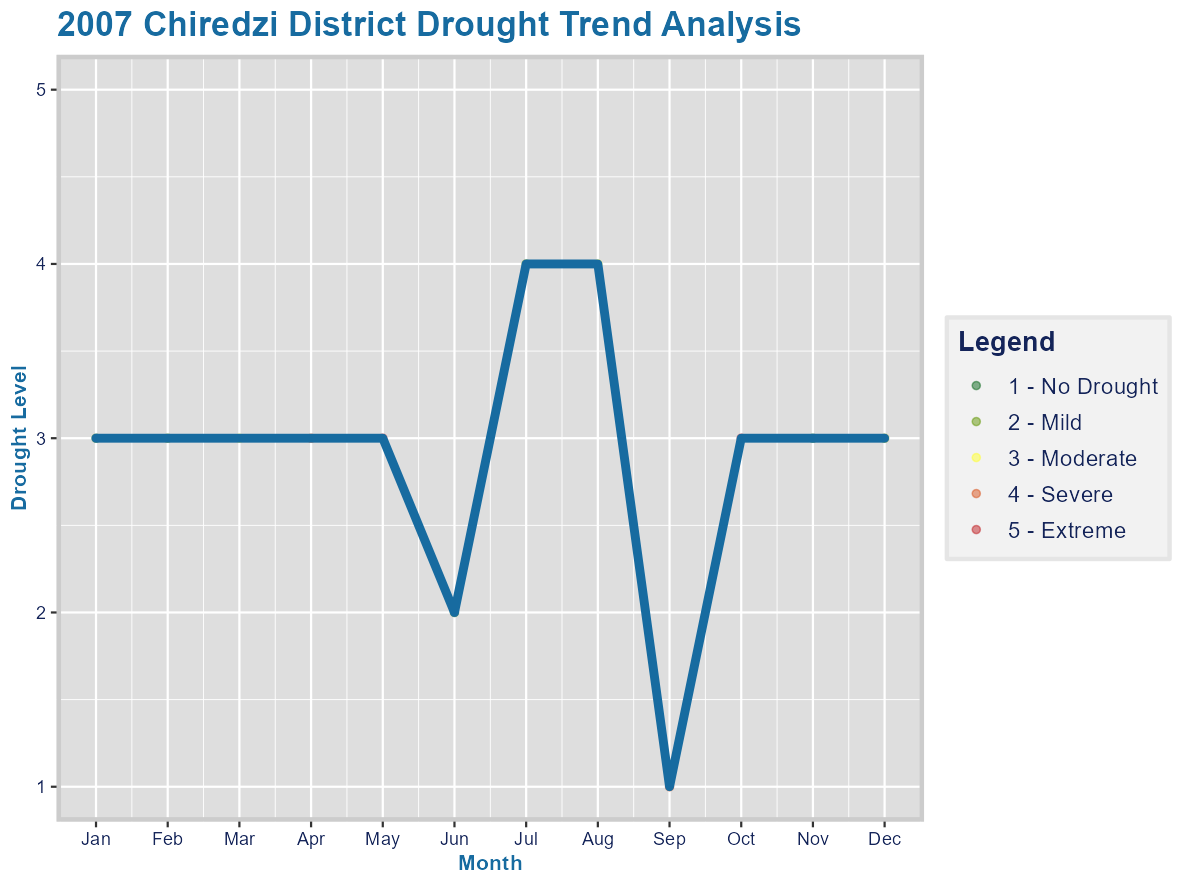 2007 Chiredzi District Drought Trend Analysis
Drought Level
5
4
3
2
1
Jan Feb Mar Apr May Jun Jul Aug Sep Oct Nov Dec
Month
Legend
1 - No Drought
2 - Mild
3 - Moderate
4 - Severe
5 - Extreme